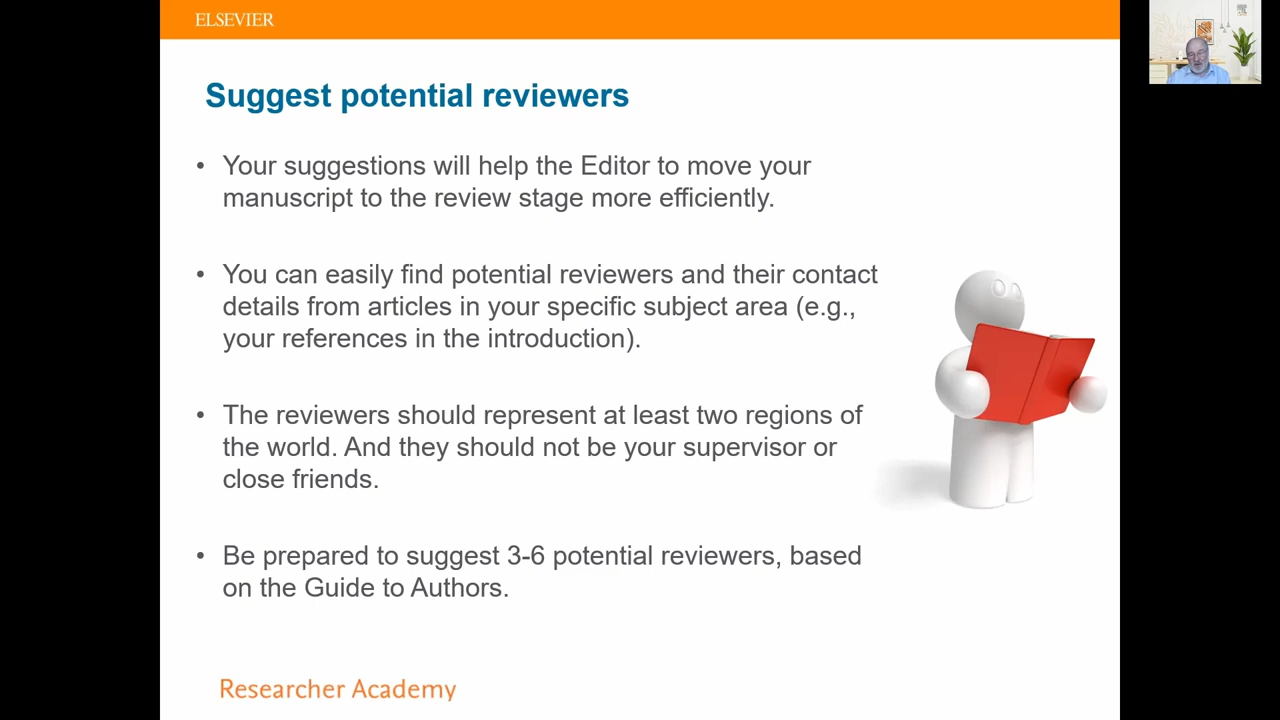 ELSEVIER
Suggest potential reviewers
• Your suggestions will help the Editor to move your
manuscript to the review stage more efficiently.
• You can easily find potential reviewers and their contact
details from articles in your specific subject area (e.g.,
your references in the introduction).
• The reviewers should represent at least two regions of
the world. And they should not be your supervisor or
close friends.
• Be prepared to suggest 3-6 potential reviewers, based
on the Guide to Authors.
Researcher Academy